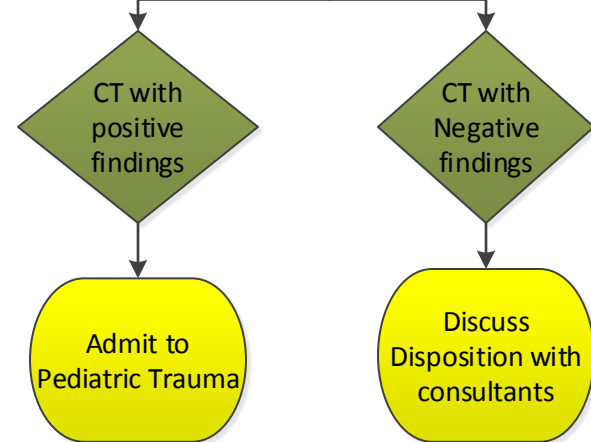 CT with
positive
findings
CT with
Negative
findings
Admit to
Pediatric Trauma
Discuss
Disposition with
consultants